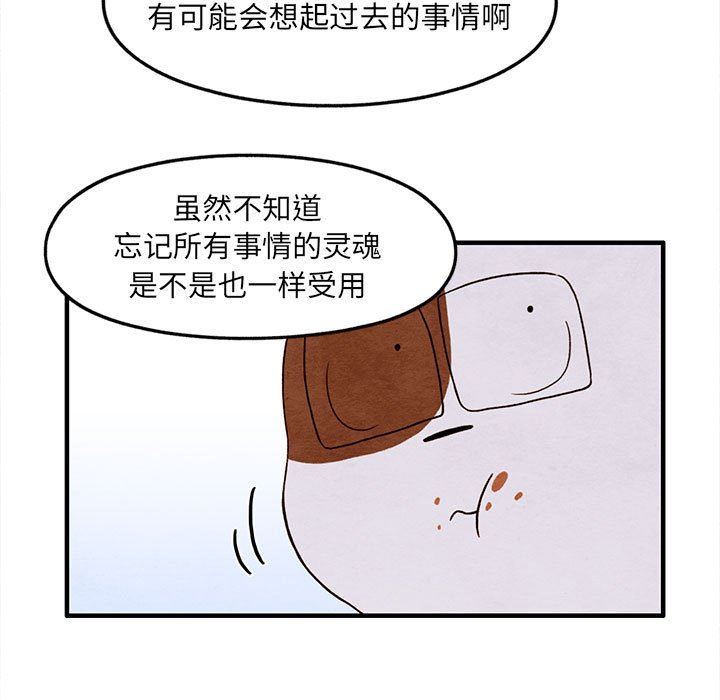 有可能会想起过去的事情啊
虽然不知道
忘记所有事情的灵魂
是不是也一样受用